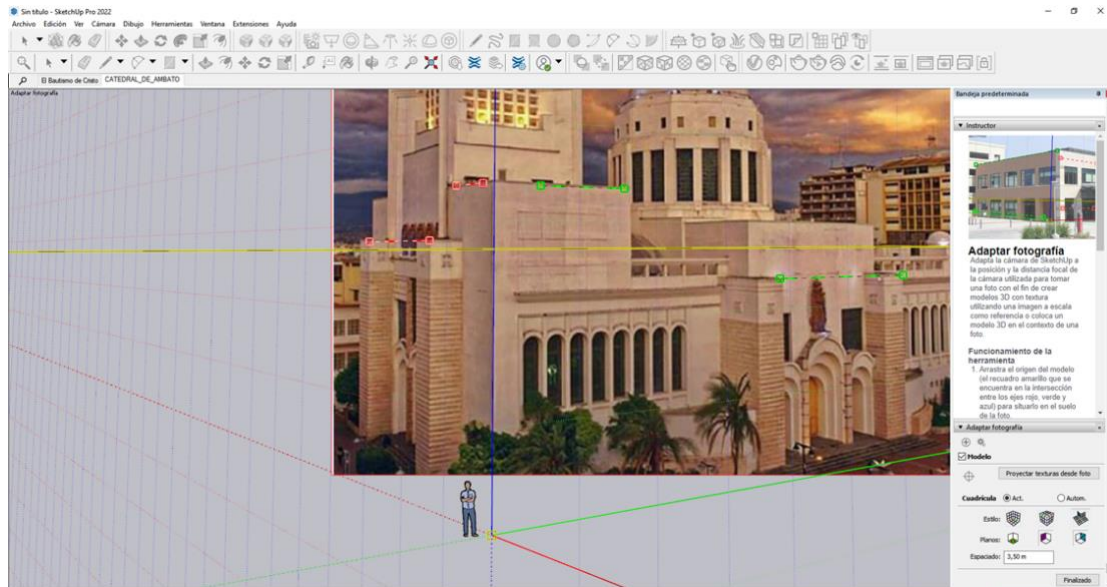 Sin título - SketchUp Pro 2022
Archivo Edición Ver Cámara Dibujo Herramientas Ventana Extensiones Ayuda
El Bautismo de Cristo CATEDRAL_DE_AMBATO
Adaptar fotografía
Bandeja predeterminada
Instructor
Adaptar fotografía
Adapta la cámara de SketchUp a
la posición y la distancia focal de
la cámara utilizada para tomar
una foto con el fin de crear
modelos 3D con textura
utilizando una imagen a escala
como referencia o coloca un
modelo 3D en el contexto de una
foto.
Funcionamiento de la
herramienta
1. Arrastra el origen del modelo
(el recuadro amarillo que se
encuentra en la intersección
entre los ejes rojo, verde y
azul) para situarlo en el suelo
de la foto.
Adaptar fotografía
Modelo
Proyectar texturas desde foto
Cuadrícula Act. Autom.
Estilo:
Planos:
Espaciado: 3,50 m
Finalizado